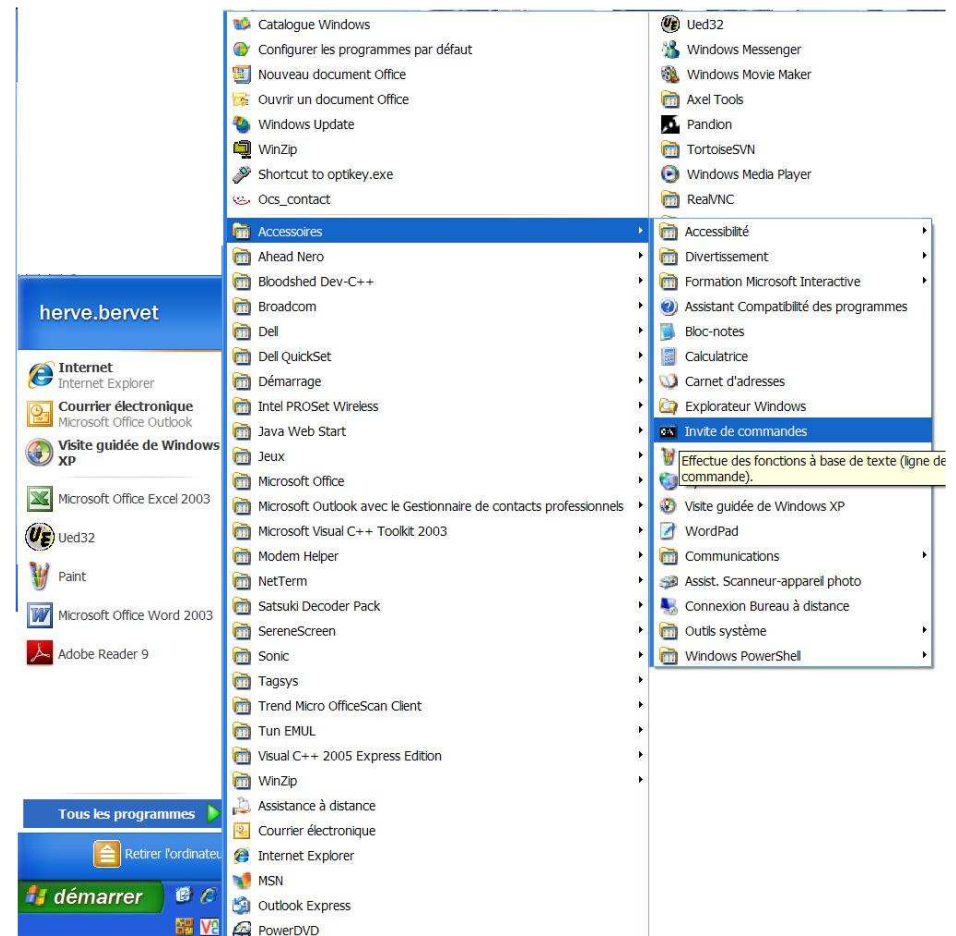 Catalogue Windows
Configurer les programmes par défaut
Nouveau document Office
Ouvrir un document Office
Windows Update
WinZip
Shortcut to optikey.exe
Ocs_contact
Accessoires
Ahead Nero
Bloodshed Dev-C++
Broadcom
Dell
Dell QuickSet
Démarrage
Intel PROSet Wireless
Java Web Start
Jeux
Microsoft Office
Microsoft Outlook avec le Gestionnaire de contacts professionnels
Microsoft Visual C++ Toolkit 2003
Modem Helper
NetTerm
Satsuki Decoder Pack
SereneScreen
Sonic
Tagsys
Trend Micro OfficeScan Client
Tun EMUL
Visual C++ 2005 Express Edition
WinZip
Assistance à distance
Courrier électronique
Internet Explorer
MSN
Outlook Express
PowerDVD
Ued32
Windows Messenger
Windows Movie Maker
Axel Tools
Pandion
TortoiseSVN
Windows Media Player
RealVNC
Accessibilité
Divertissement
Formation Microsoft Interactive
Assistant Compatibilité des programmes
Bloc-notes
Calculatrice
Carnet d'adresses
Explorateur Windows
Invite de commandes
Effectue des fonctions à base de texte (ligne de
commande).
Visite guidée de Windows XP
WordPad
Communications
Assist. Scanneur-appareil photo
Connexion Bureau à distance
Outils système
Windows PowerShell
herve.bervet
Internet
Internet Explorer
Courrier électronique
Microsoft Office Outlook
Visite guidée de Windows
XP
Microsoft Office Excel 2003
Ued32
Paint
Microsoft Office Word 2003
Adobe Reader 9
Tous les programmes
Retirer l'ordinateu
démarrer